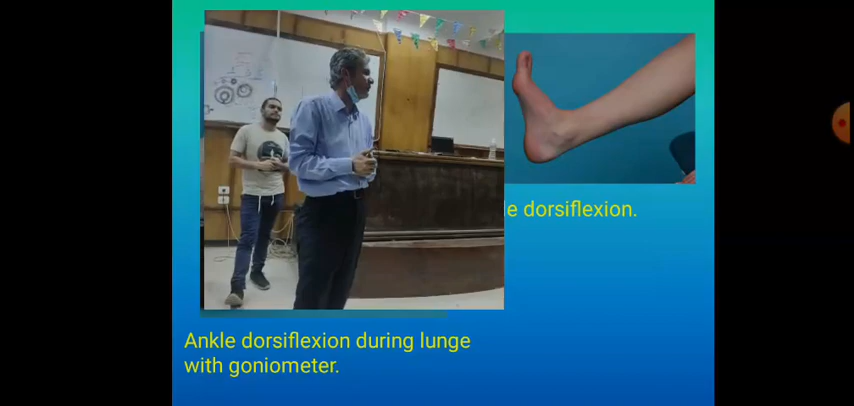 le dorsiflexion.
Ankle dorsiflexion during lunge
with goniometer.